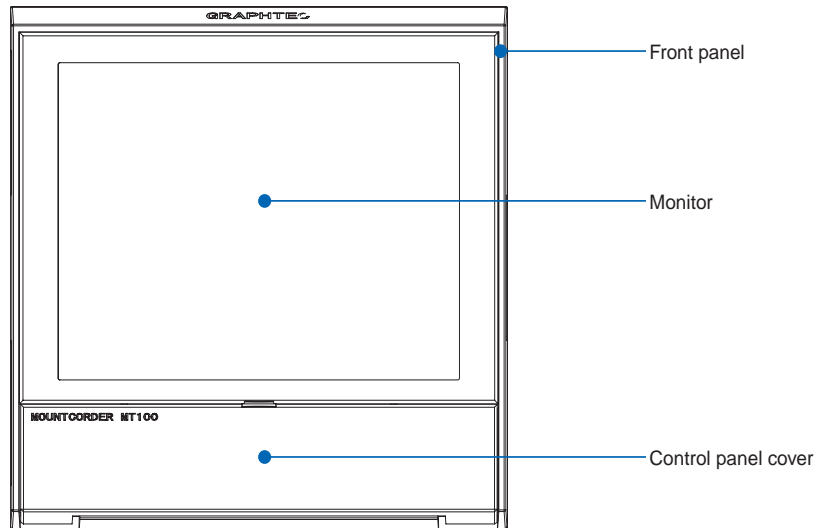 GRAPHTEC
Front panel
Monitor
MOUNTCORDER MT100
Control panel cover